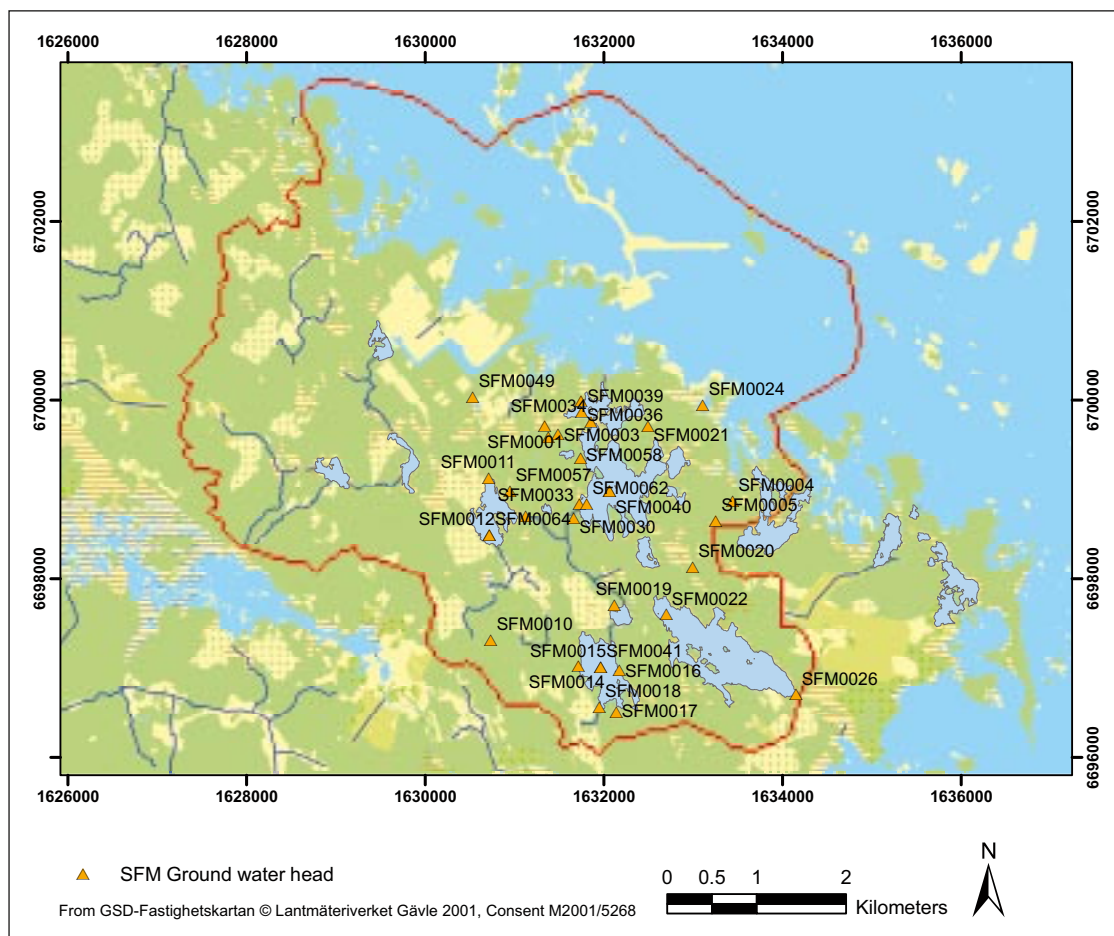 1626000 1628000 1630000 1632000 1634000 1636000
6702000 6702000
6700000 6700000
6698000 6698000
6696000 6696000
SFM0049
SFM0039
SFM0024
SFM0034
SFM0036
SFM0001
SFM0003
SFM0021
SFM0058
SFM0011
SFM0057
SFM0004
SFM0033
SFM0062
SFM0005
SFM0012
SFM0064
SFM0040
SFM0030
SFM0020
SFM0019
SFM0022
SFM0010
SFM0015
SFM0041
SFM0016
SFM0014
SFM0026
SFM0018
SFM0017
1626000 1628000 1630000 1632000 1634000 1636000
SFM Ground water head
0 0.5 1 2
Kilometers
N
From GSD-Fastighetskartan © Lantmäteriverket Gävle 2001, Consent M2001/5268